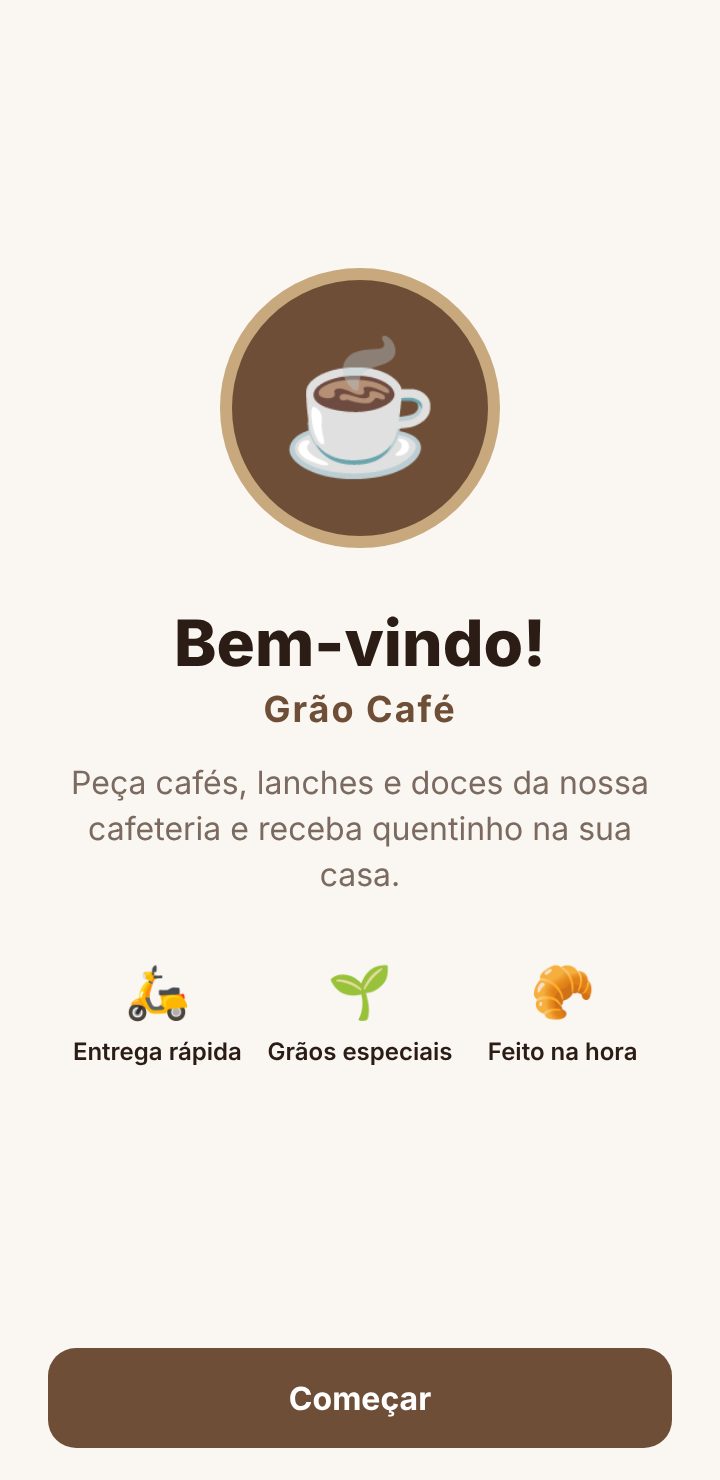 Bem-vindo!
Grão Café
Peça cafés, lanches e doces da nossa
cafeteria e receba quentinho na sua
casa.
Entrega rápida
Grãos especiais
Feito na hora
Começar